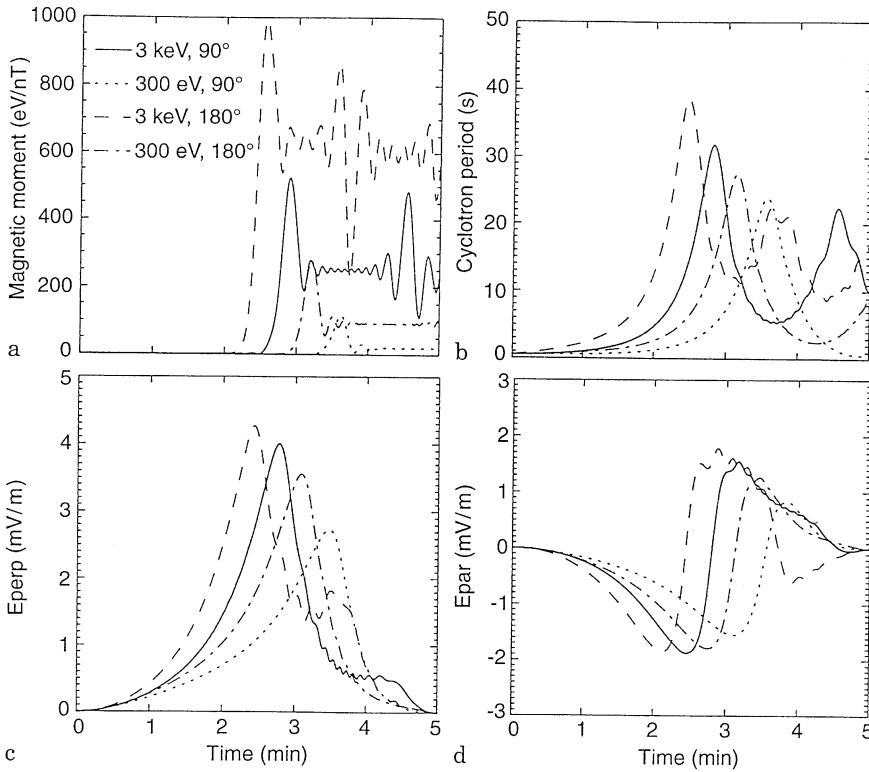 1000
800
600
400
200
0
Magnetic moment (eV/nT)
3 keV, 90°
300 eV, 90°
3 keV, 180°
300 eV, 180°
a
50
40
30
20
10
0
Cyclotron period (s)
b
5
4
3
2
1
0
Eperp (mV/m)
0 1 2 3 4 5
Time (min)
c
3
2
1
0
-1
-2
-3
Epar (mV/m)
0 1 2 3 4 5
Time (min)
d